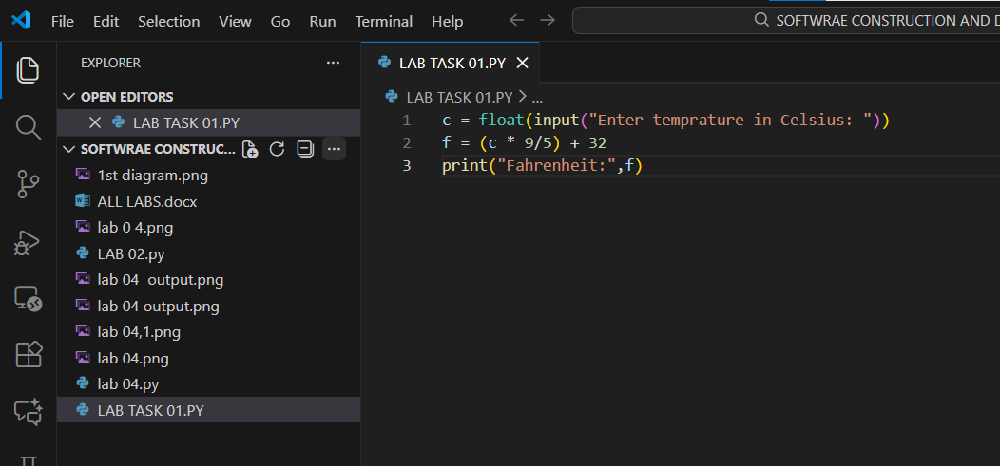 File Edit Selection View Go Run Terminal Help
SOFTWRAE CONSTRUCTION AND
EXPLORER
OPEN EDITORS
LAB TASK 01.PY
SOFTWRAE CONSTRUC...
1st diagram.png
ALL LABS.docx
lab 0 4.png
LAB 02.py
lab 04  output.png
lab 04 output.png
lab 04,1.png
lab 04.png
lab 04.py
LAB TASK 01.PY
LAB TASK 01.PY
LAB TASK 01.PY > ...
1 c = float(input("Enter temprature in Celsius: "))
2 f = (c * 9/5) + 32
3 print("Fahrenheit:",f)